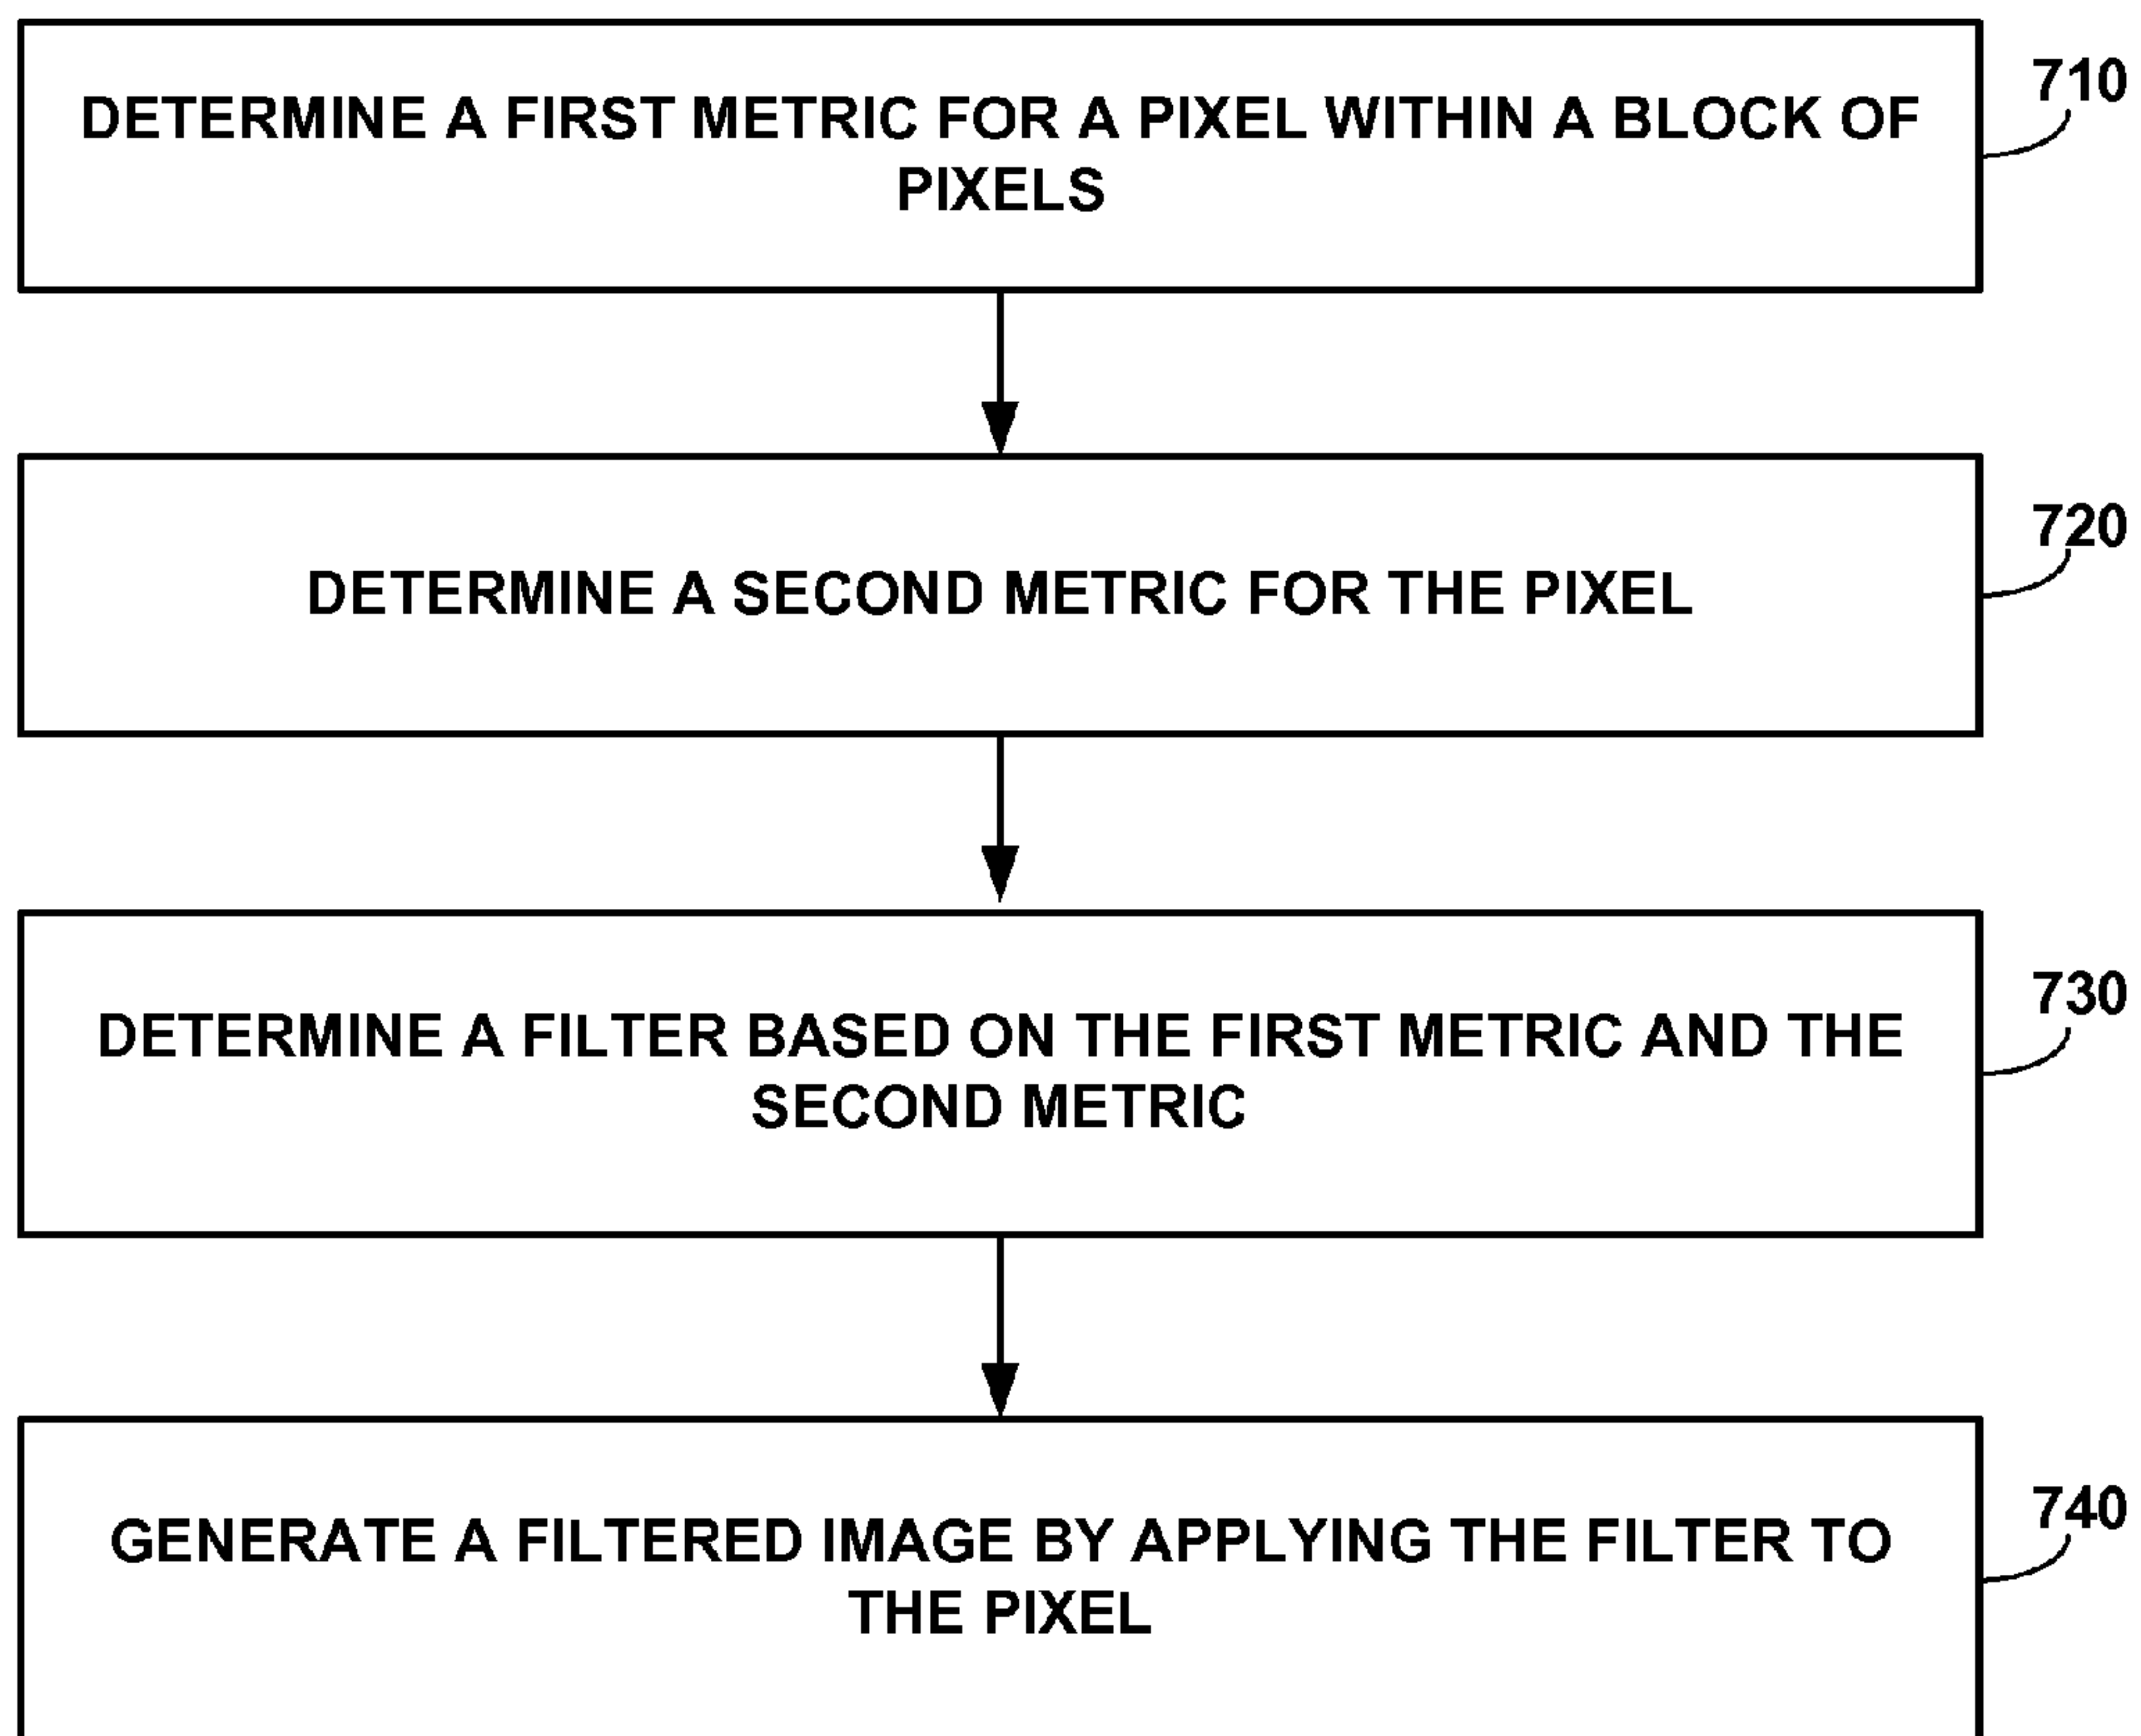 710
DETERMINE A FIRST METRIC FOR A PIXEL WITHIN A BLOCK OF
PIXELS
720
DETERMINE A SECOND METRIC FOR THE PIXEL
730
DETERMINE A FILTER BASED ON THE FIRST METRIC AND THE
SECOND METRIC
740
GENERATE A FILTERED IMAGE BY APPLYING THE FILTER TO
THE PIXEL